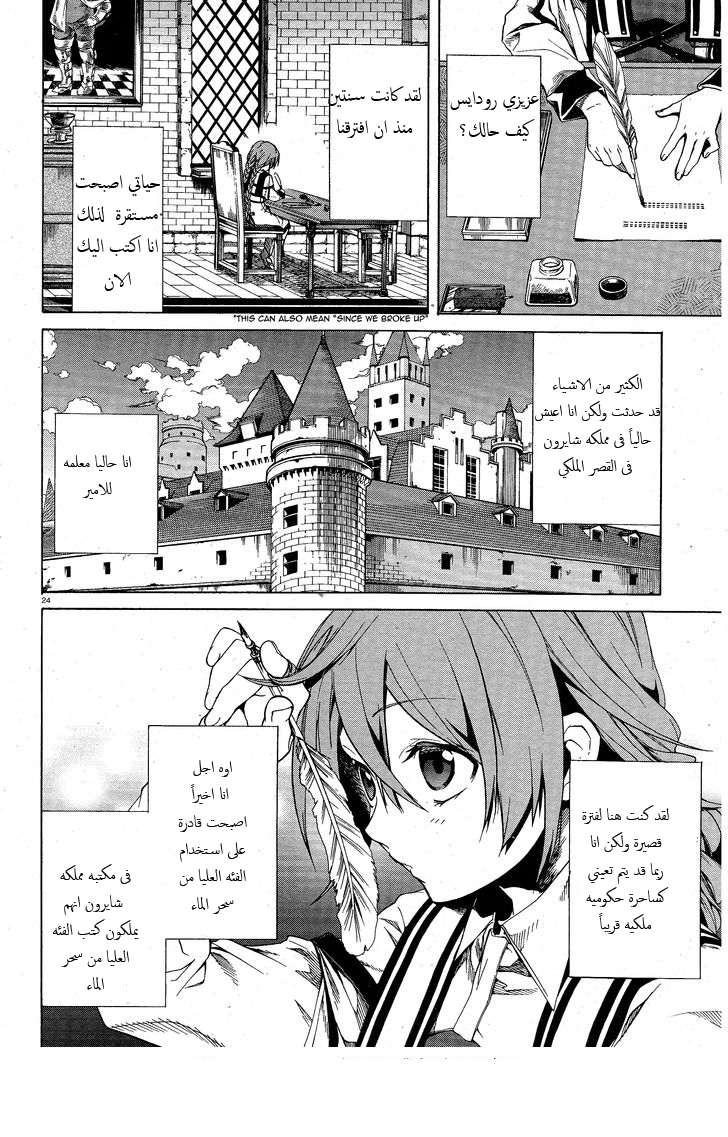 عزيزي رودايس
كيف حالك؟
لقد كانت سنتين
منذ ان افترقنا
حياتي اصبحت
مستقرة لذلك
انا اكتب اليك
الان
"THIS CAN ALSO MEAN "SINCE WE BROKE UP"
الكثير من الاشياء
قد حدثت ولكن انا اعيش
حالياً فى مملكه شايرون
فى القصر الملكي
انا حاليا معلمه
للامير
24
لقد كنت هنا لفترة
قصيرة ولكن انا
ربما قد يتم تعيني
كساحرة حكوميه
ملكيه قريباً
اوه اجل
انا اخيراً
اصبحت قادرة
على استخدام
الفئه العليا من
سحر الماء
فى مكتبه مملكه
شايرون انهم
يملكون كتب الفئه
العليا من سحر
الماء